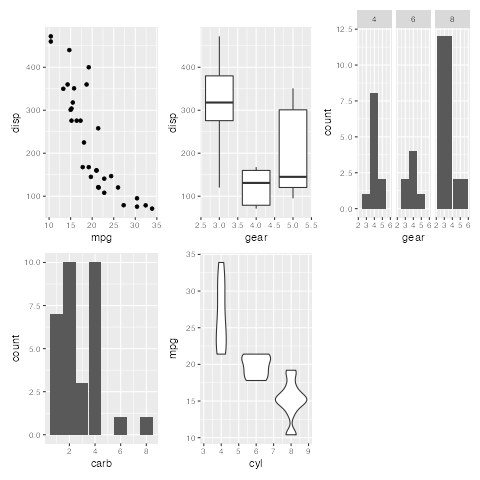 400
300
200
100
disp
10 15 20 25 30 35
mpg
400
300
200
100
disp
2.5 3.0 3.5 4.0 4.5 5.0 5.5
gear
4 6 8
12.5
10.0
7.5
5.0
2.5
0.0
count
2 3 4 5 6 2 3 4 5 6 2 3 4 5 6
gear
10.0
7.5
5.0
2.5
0.0
count
2 4 6 8
carb
35
30
25
20
15
10
mpg
3 4 5 6 7 8 9
cyl